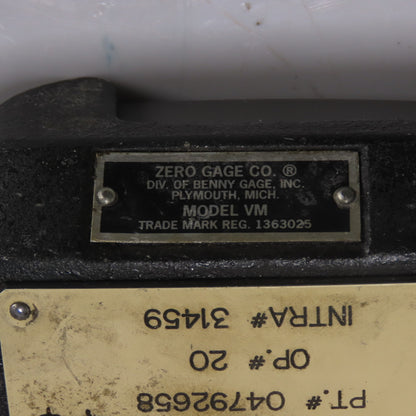 ZERO GAGE CO. ®
DIV. OF BENNY GAGE, INC.
PLYMOUTH, MICH.
MODEL VM
TRADE MARK REG. 1363025
PT.# 04792658
OP.# 20
INTRA# 31459